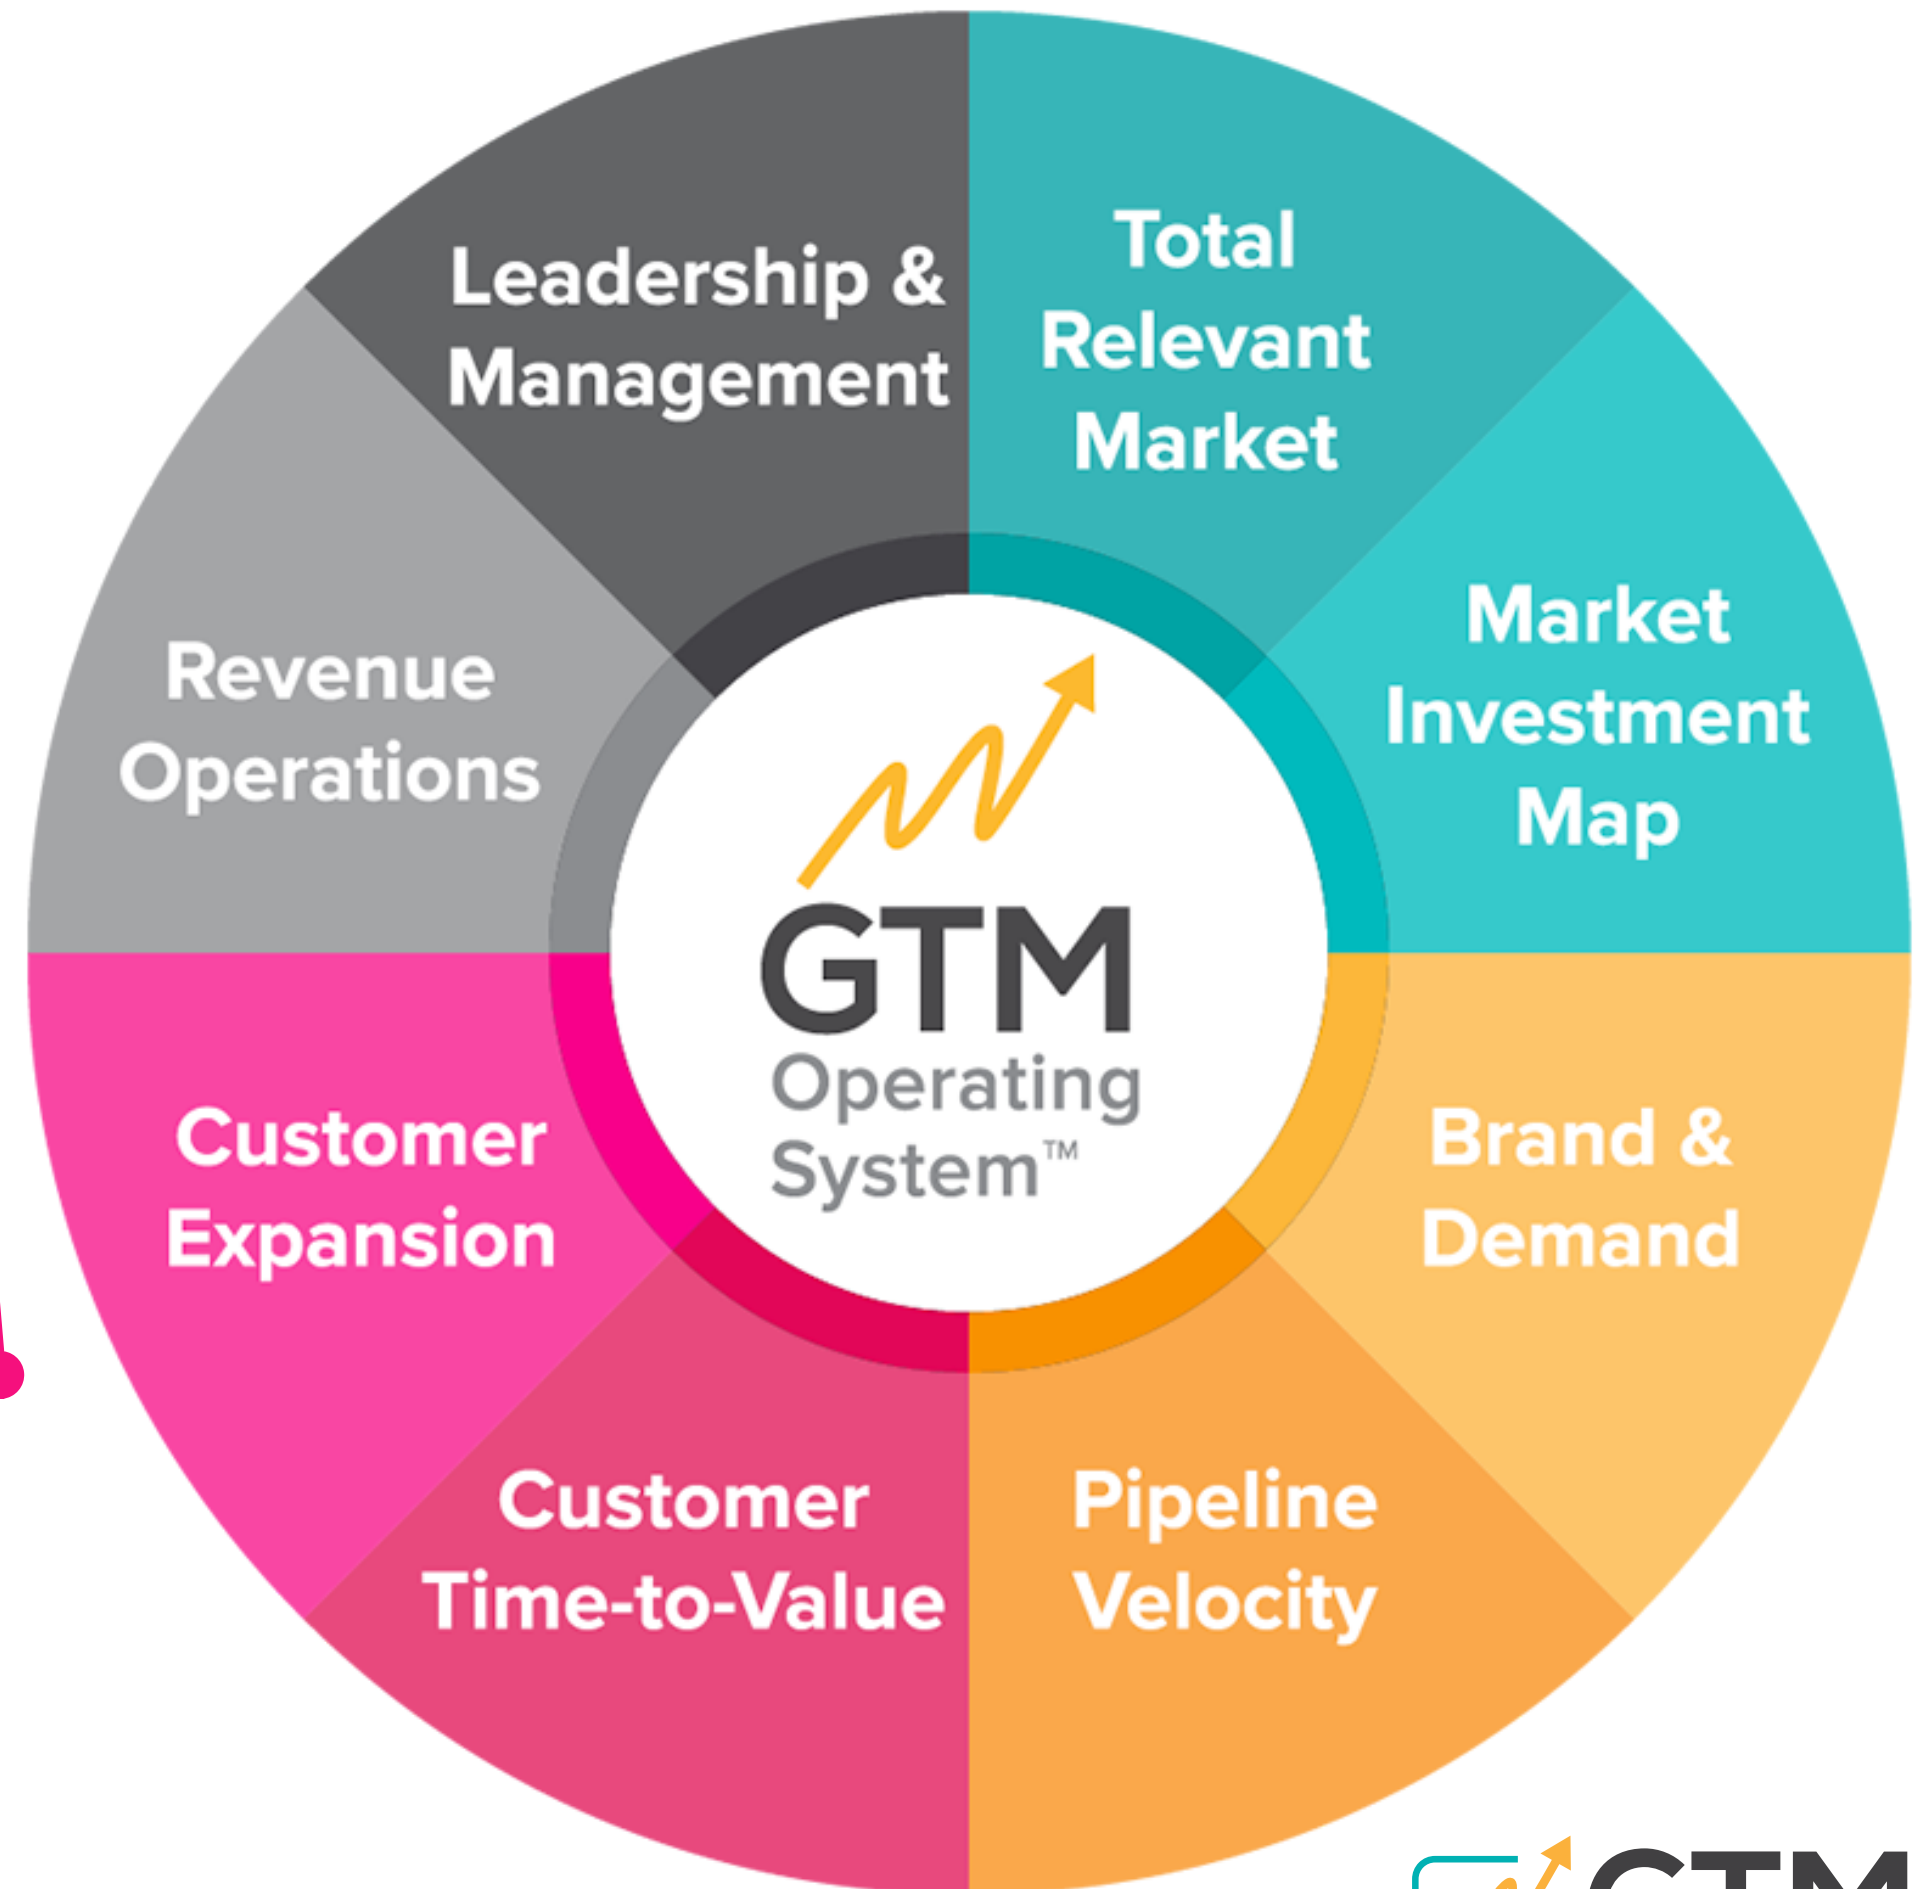 Total
Relevant
Market
Market
Investment
Map
Brand &
Demand
Pipeline
Velocity
Customer
Time-to-Value
Customer
Expansion
Revenue
Operations
Leadership &
Management
GTM
Operating
System™
GTM